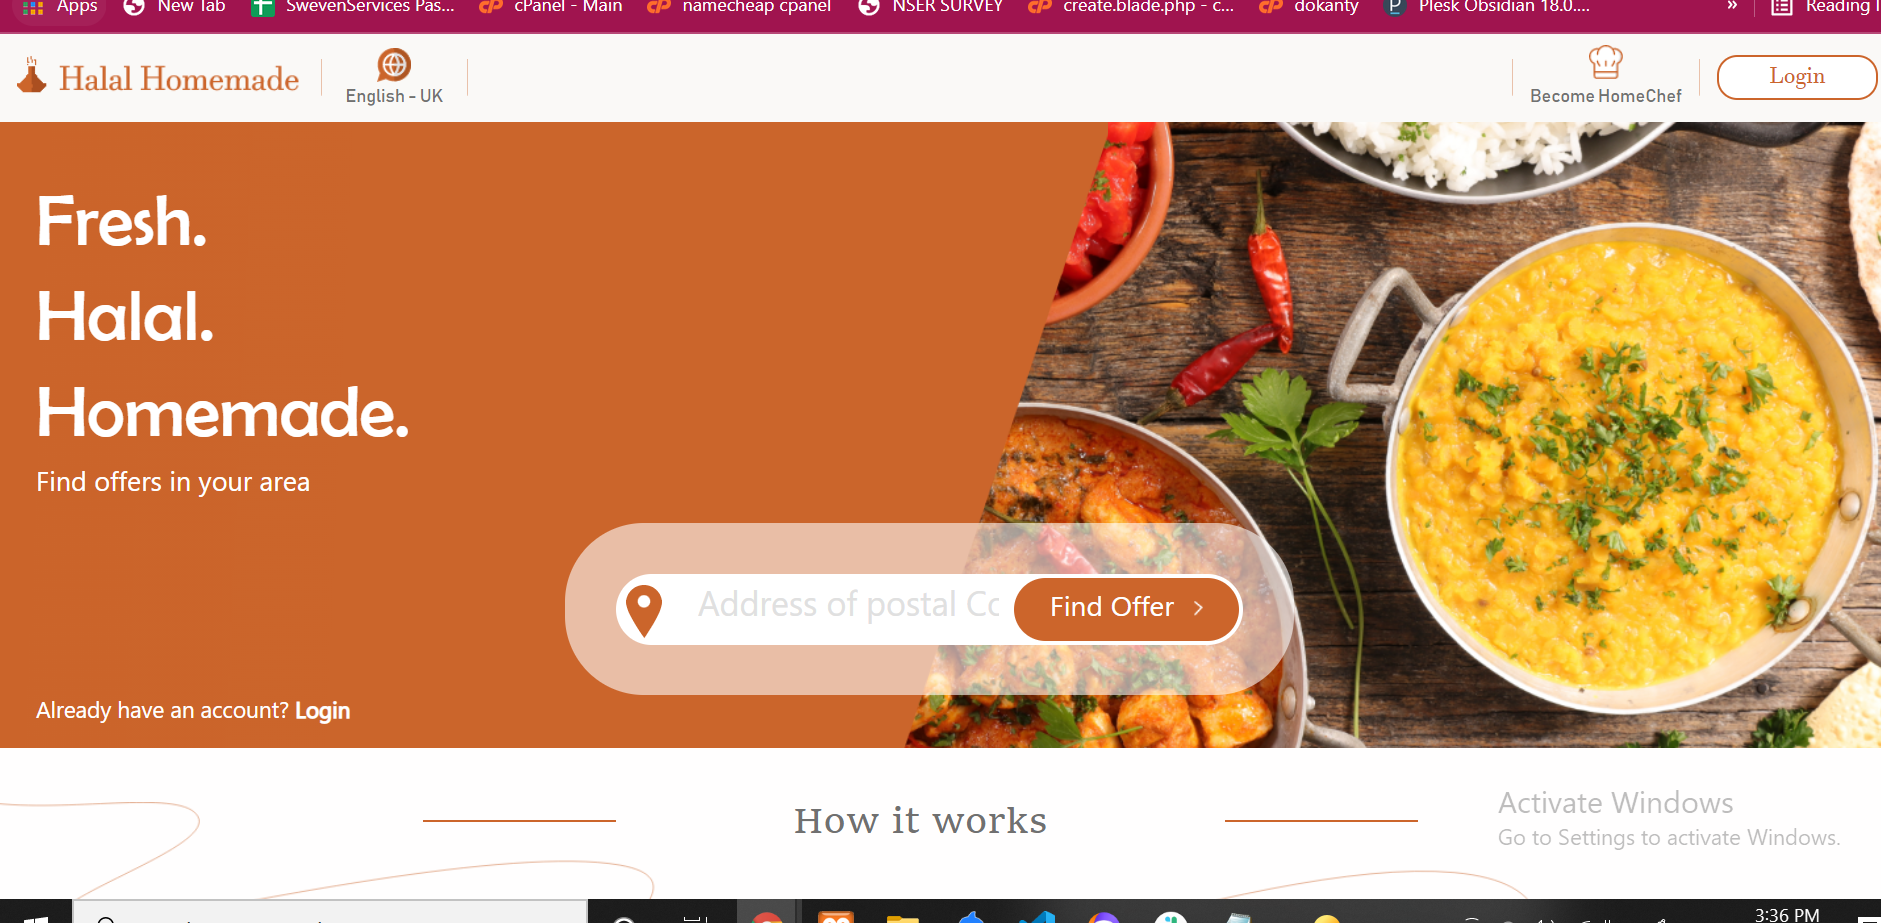 Apps New Tab SwevenServices Pas... cPanel - Main namecheap cpanel NSER SURVEY create.blade.php - c... dokanty Plesk Obsidian 18.0.... » Reading
Halal Homemade
English - UK
Become HomeChef
Login
Fresh.
Halal.
Homemade.
Find offers in your area
Address of postal Co
Find Offer
Already have an account? Login
How it works
Activate Windows
Go to Settings to activate Windows.
3:36 PM